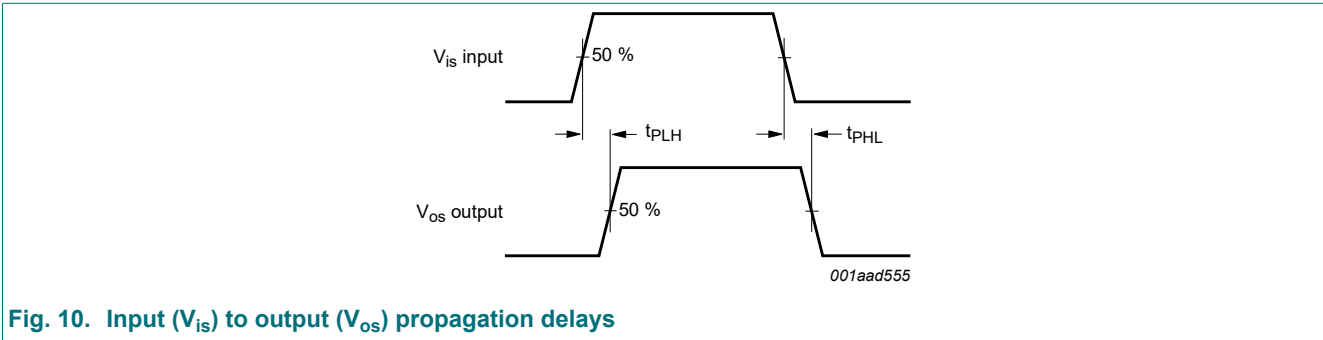 V_is input
50 %
t_PLH
t_PHL
V_os output
50 %
001aad555
Fig. 10. Input (V_is) to output (V_os) propagation delays